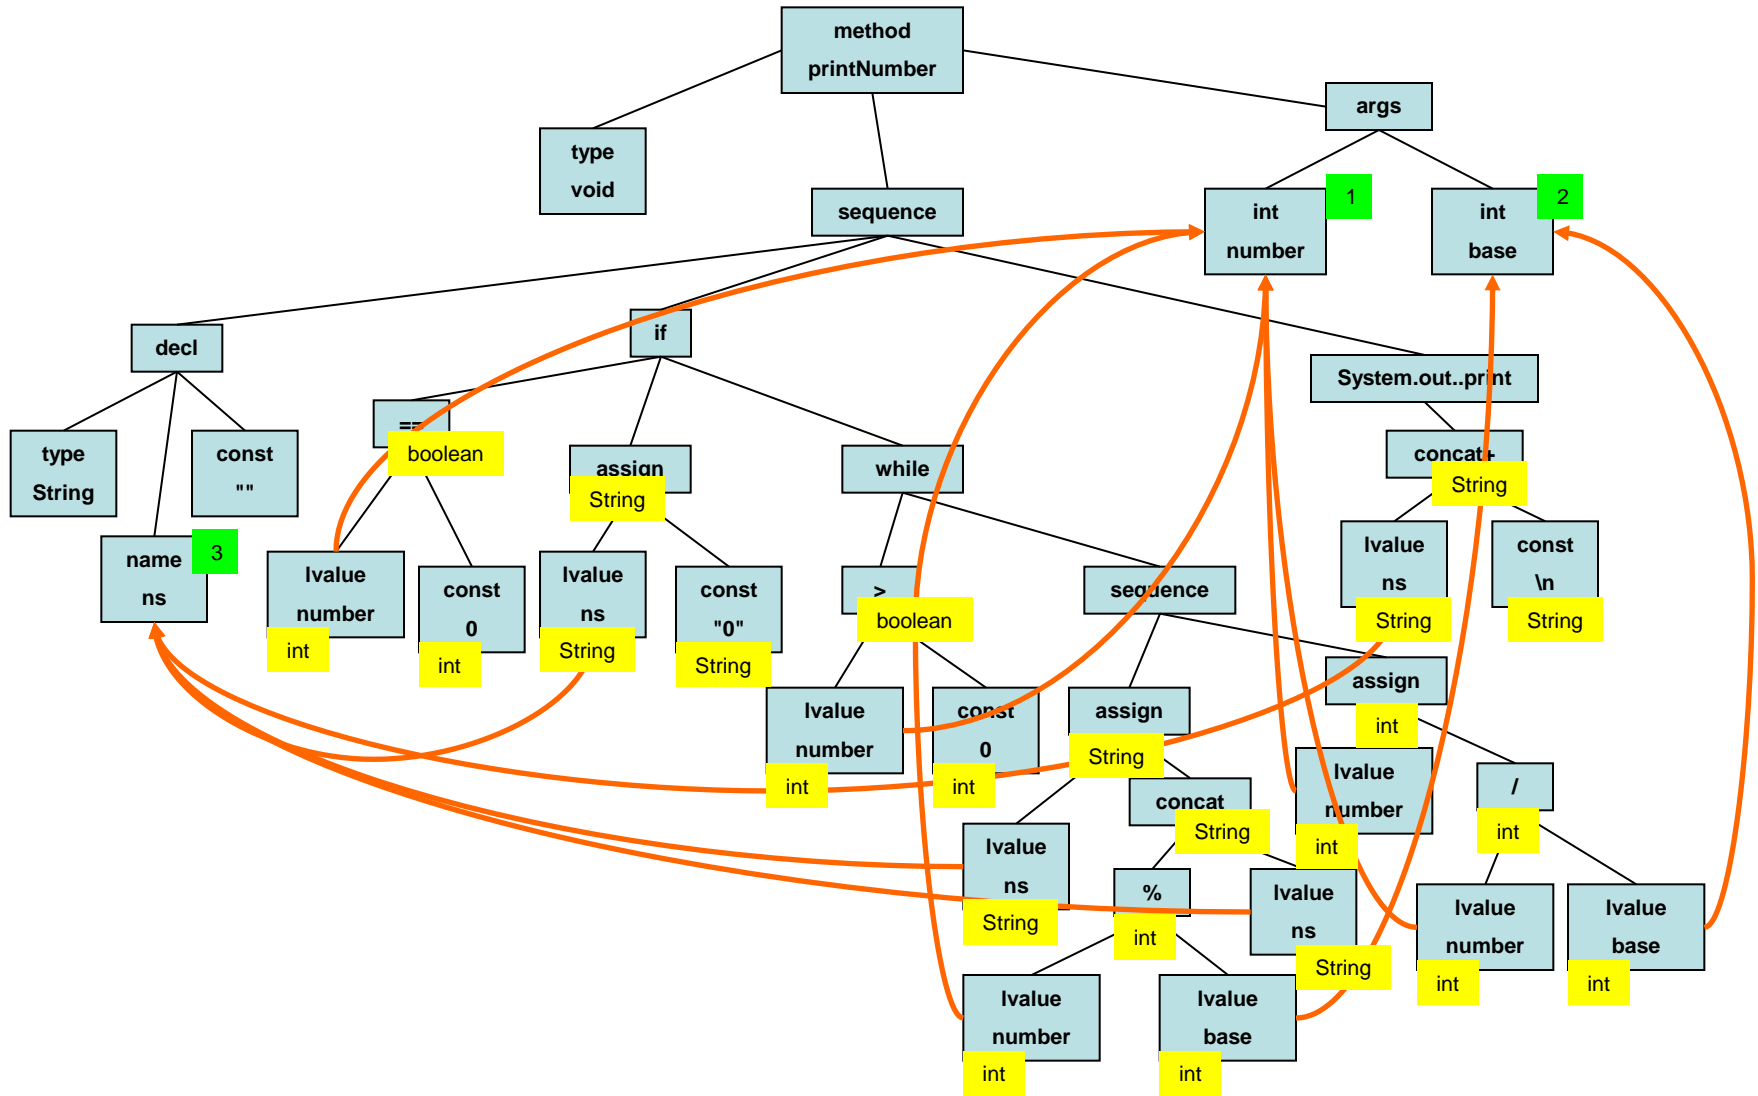 method
printNumber
args
type
void
sequence
int
number
1
int
base
2
decl
if
System.out..print
type
String
const
""
==
boolean
assign
String
while
concat+
String
name
ns
3
lvalue
number
int
const
0
int
lvalue
ns
String
const
"0"
String
>
boolean
sequence
lvalue
ns
String
const
\n
String
lvalue
number
int
const
0
int
assign
String
assign
int
lvalue
number
int
/
int
concat
String
lvalue
ns
String
%
int
lvalue
ns
String
lvalue
number
int
lvalue
base
int
lvalue
number
int
lvalue
base
int